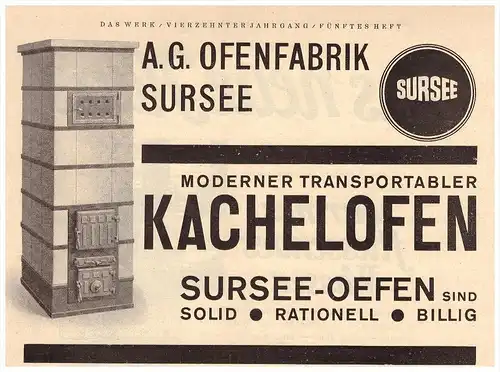 DAS WERK / VIERZEHNTER JAHRGANG / FÜNFTES HEFT
A.G. OFENFABRIK
SURSEE
SURSEE
MODERNER TRANSPORTABLER
KACHELOFEN
SURSEE-OEFEN SIND
SOLID ● RATIONELL ● BILLIG